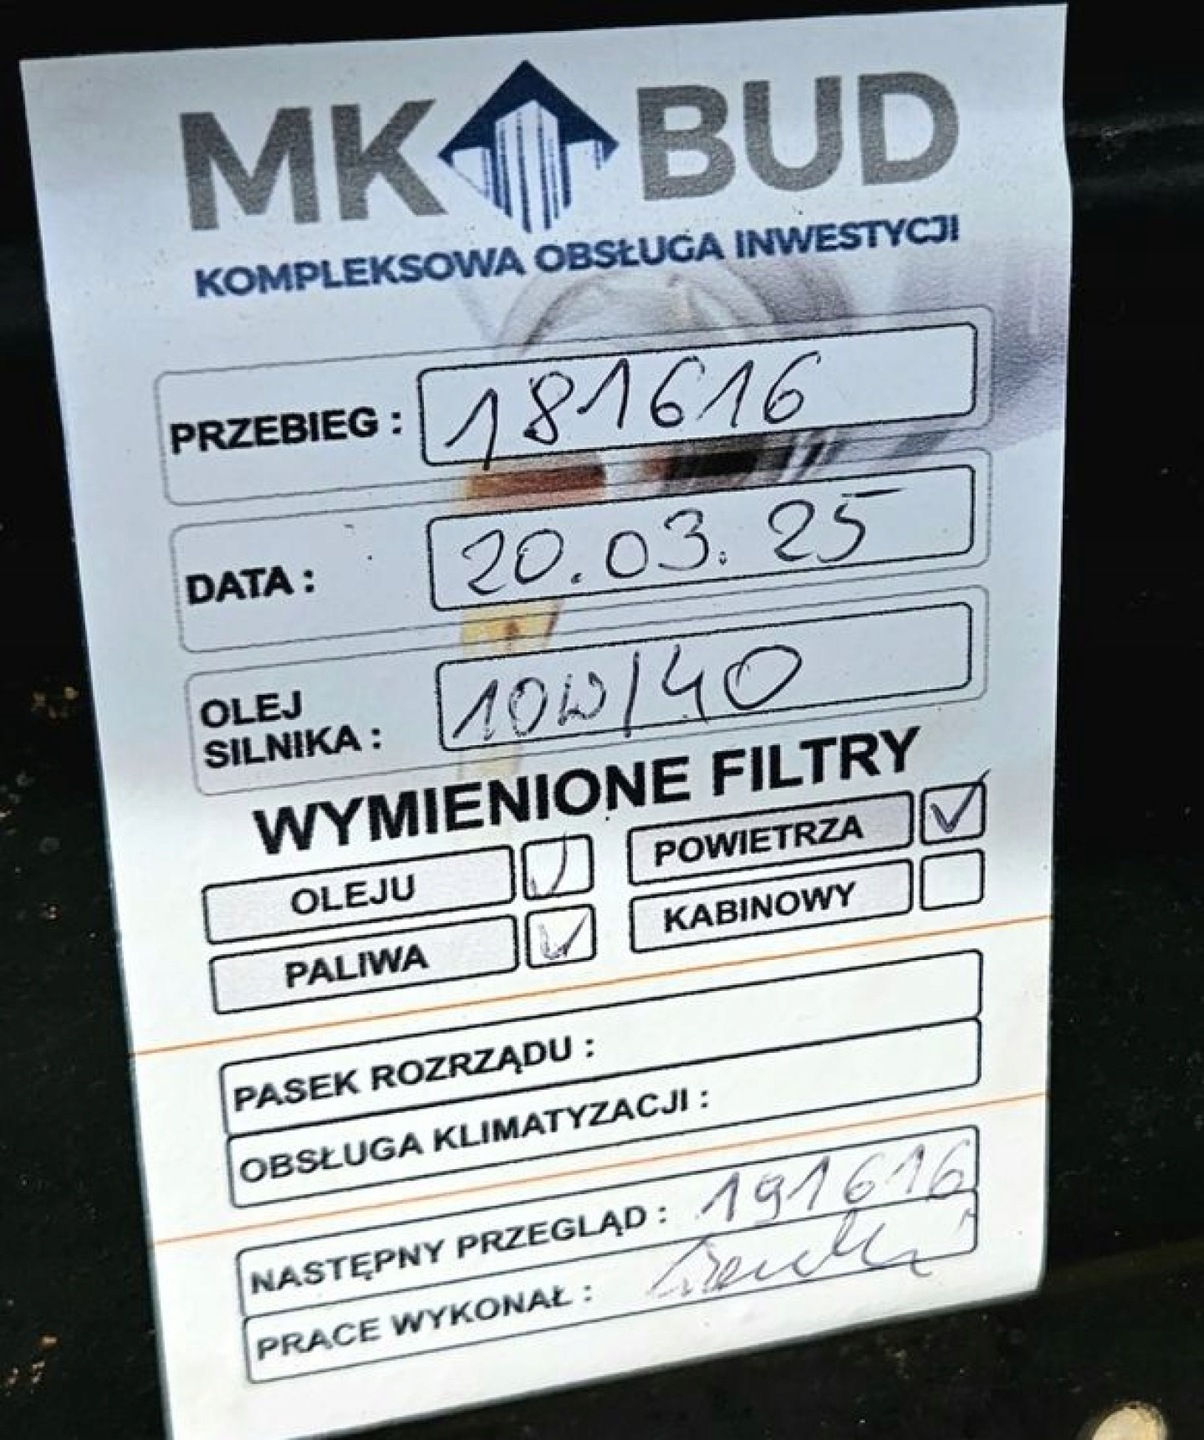 MK BUD
KOMPLEKSOWA OBSŁUGA INWESTYCJI
PRZEBIEG : 181616
DATA : 20.03.25
OLEJ
SILNIKA : 10W/40
WYMIENIONE FILTRY
OLEJU POWIETRZA
PALIWA KABINOWY
PASEK ROZRZĄDU :
OBSŁUGA KLIMATYZACJI :
NASTĘPNY PRZEGLĄD : 191616
PRACE WYKONAŁ :